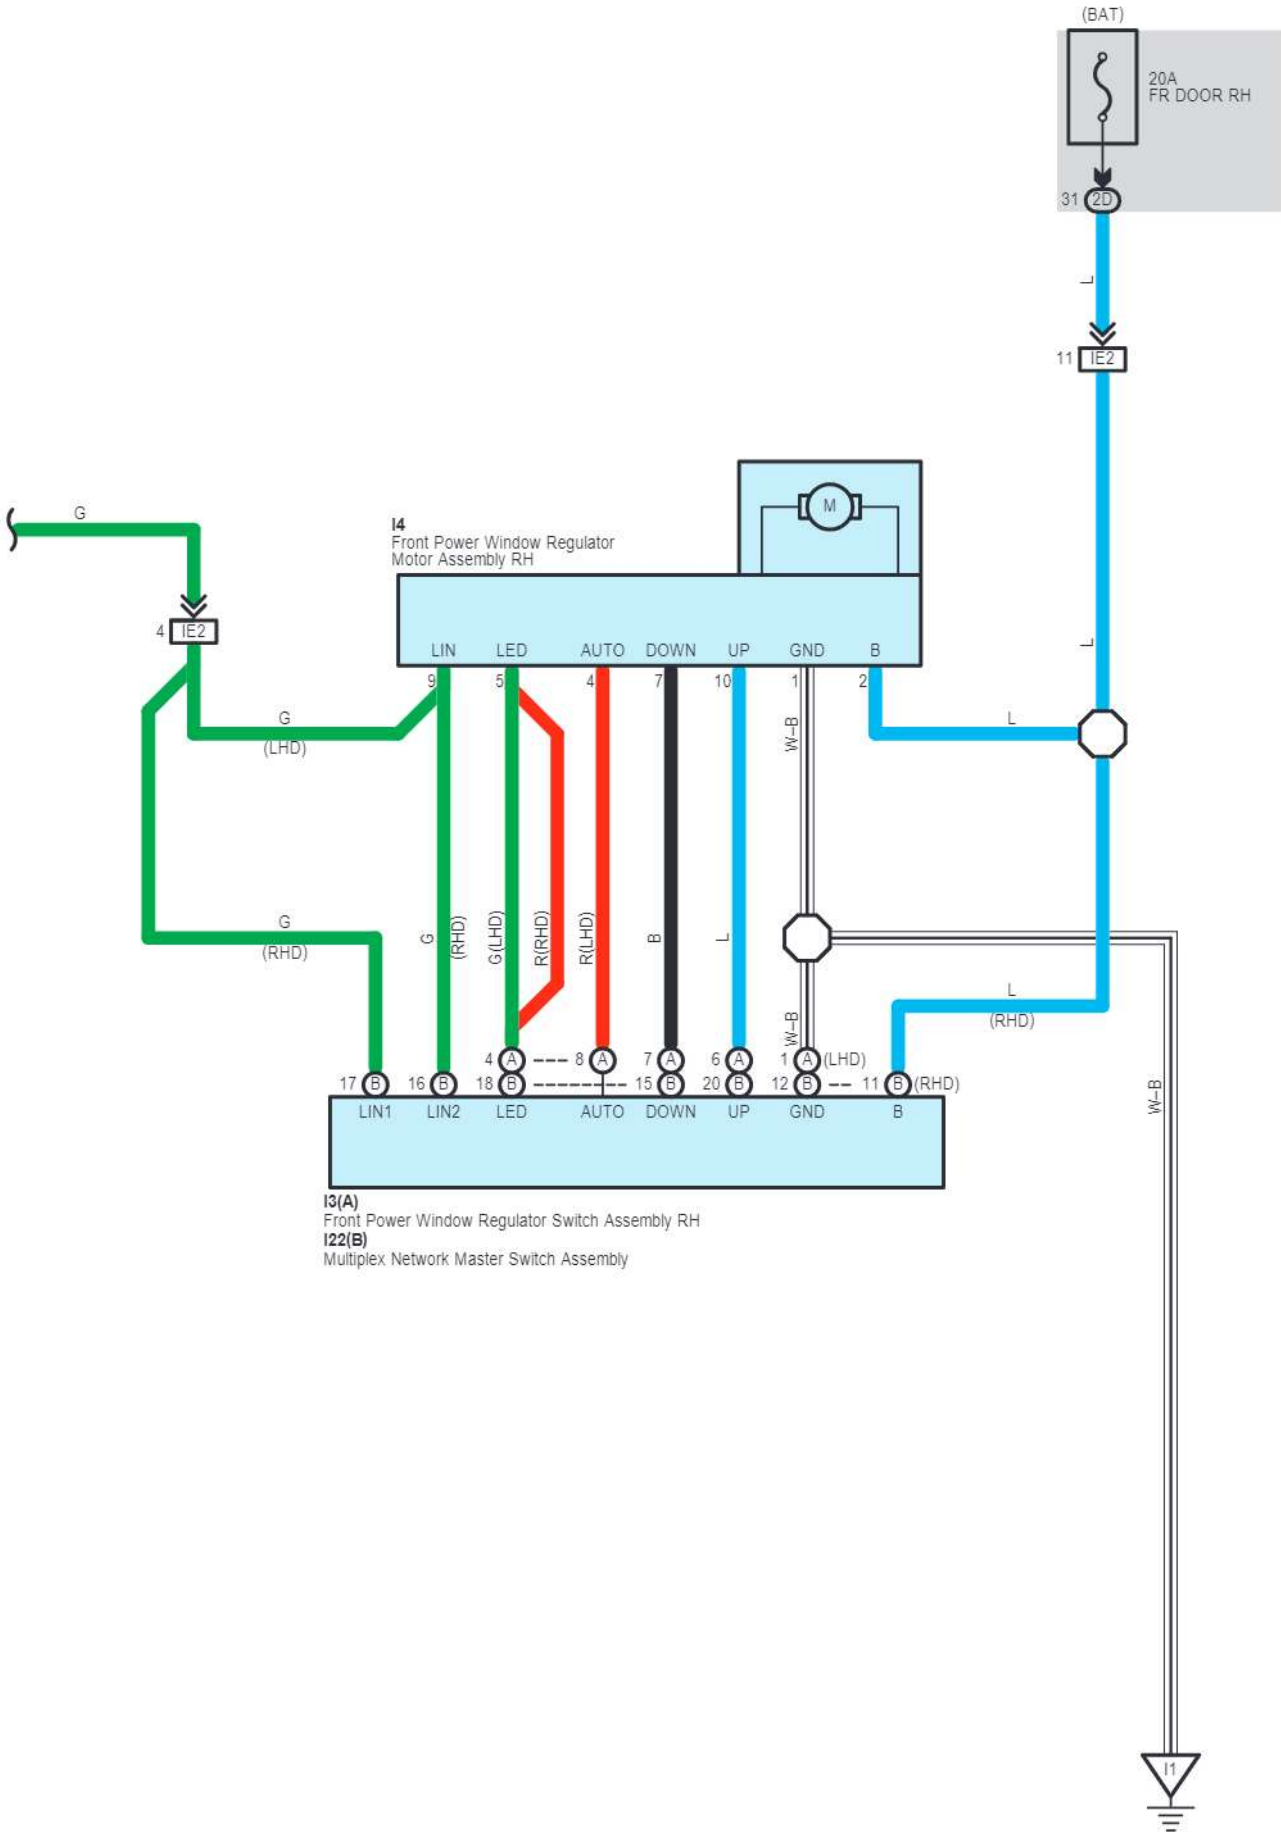 (BAT)
20A
FR DOOR RH
31 2D
L
11 IE2
G
I4
Front Power Window Regulator
Motor Assembly RH
M
4 IE2
L
LIN LED AUTO DOWN UP GND B
9 5 4 7 10 1 2
G
(LHD)
W–B
L
G
(RHD)
G
(RHD)
G(LHD)
R(RHD)
R(LHD)
B
L
W–B
L
(RHD)
4 A 8 A 7 A 6 A 1 A (LHD)
17 B 16 B 18 B 15 B 20 B 12 B 11 B (RHD)
LIN1 LIN2 LED AUTO DOWN UP GND B
W–B
I3(A)
Front Power Window Regulator Switch Assembly RH
I22(B)
Multiplex Network Master Switch Assembly
I1